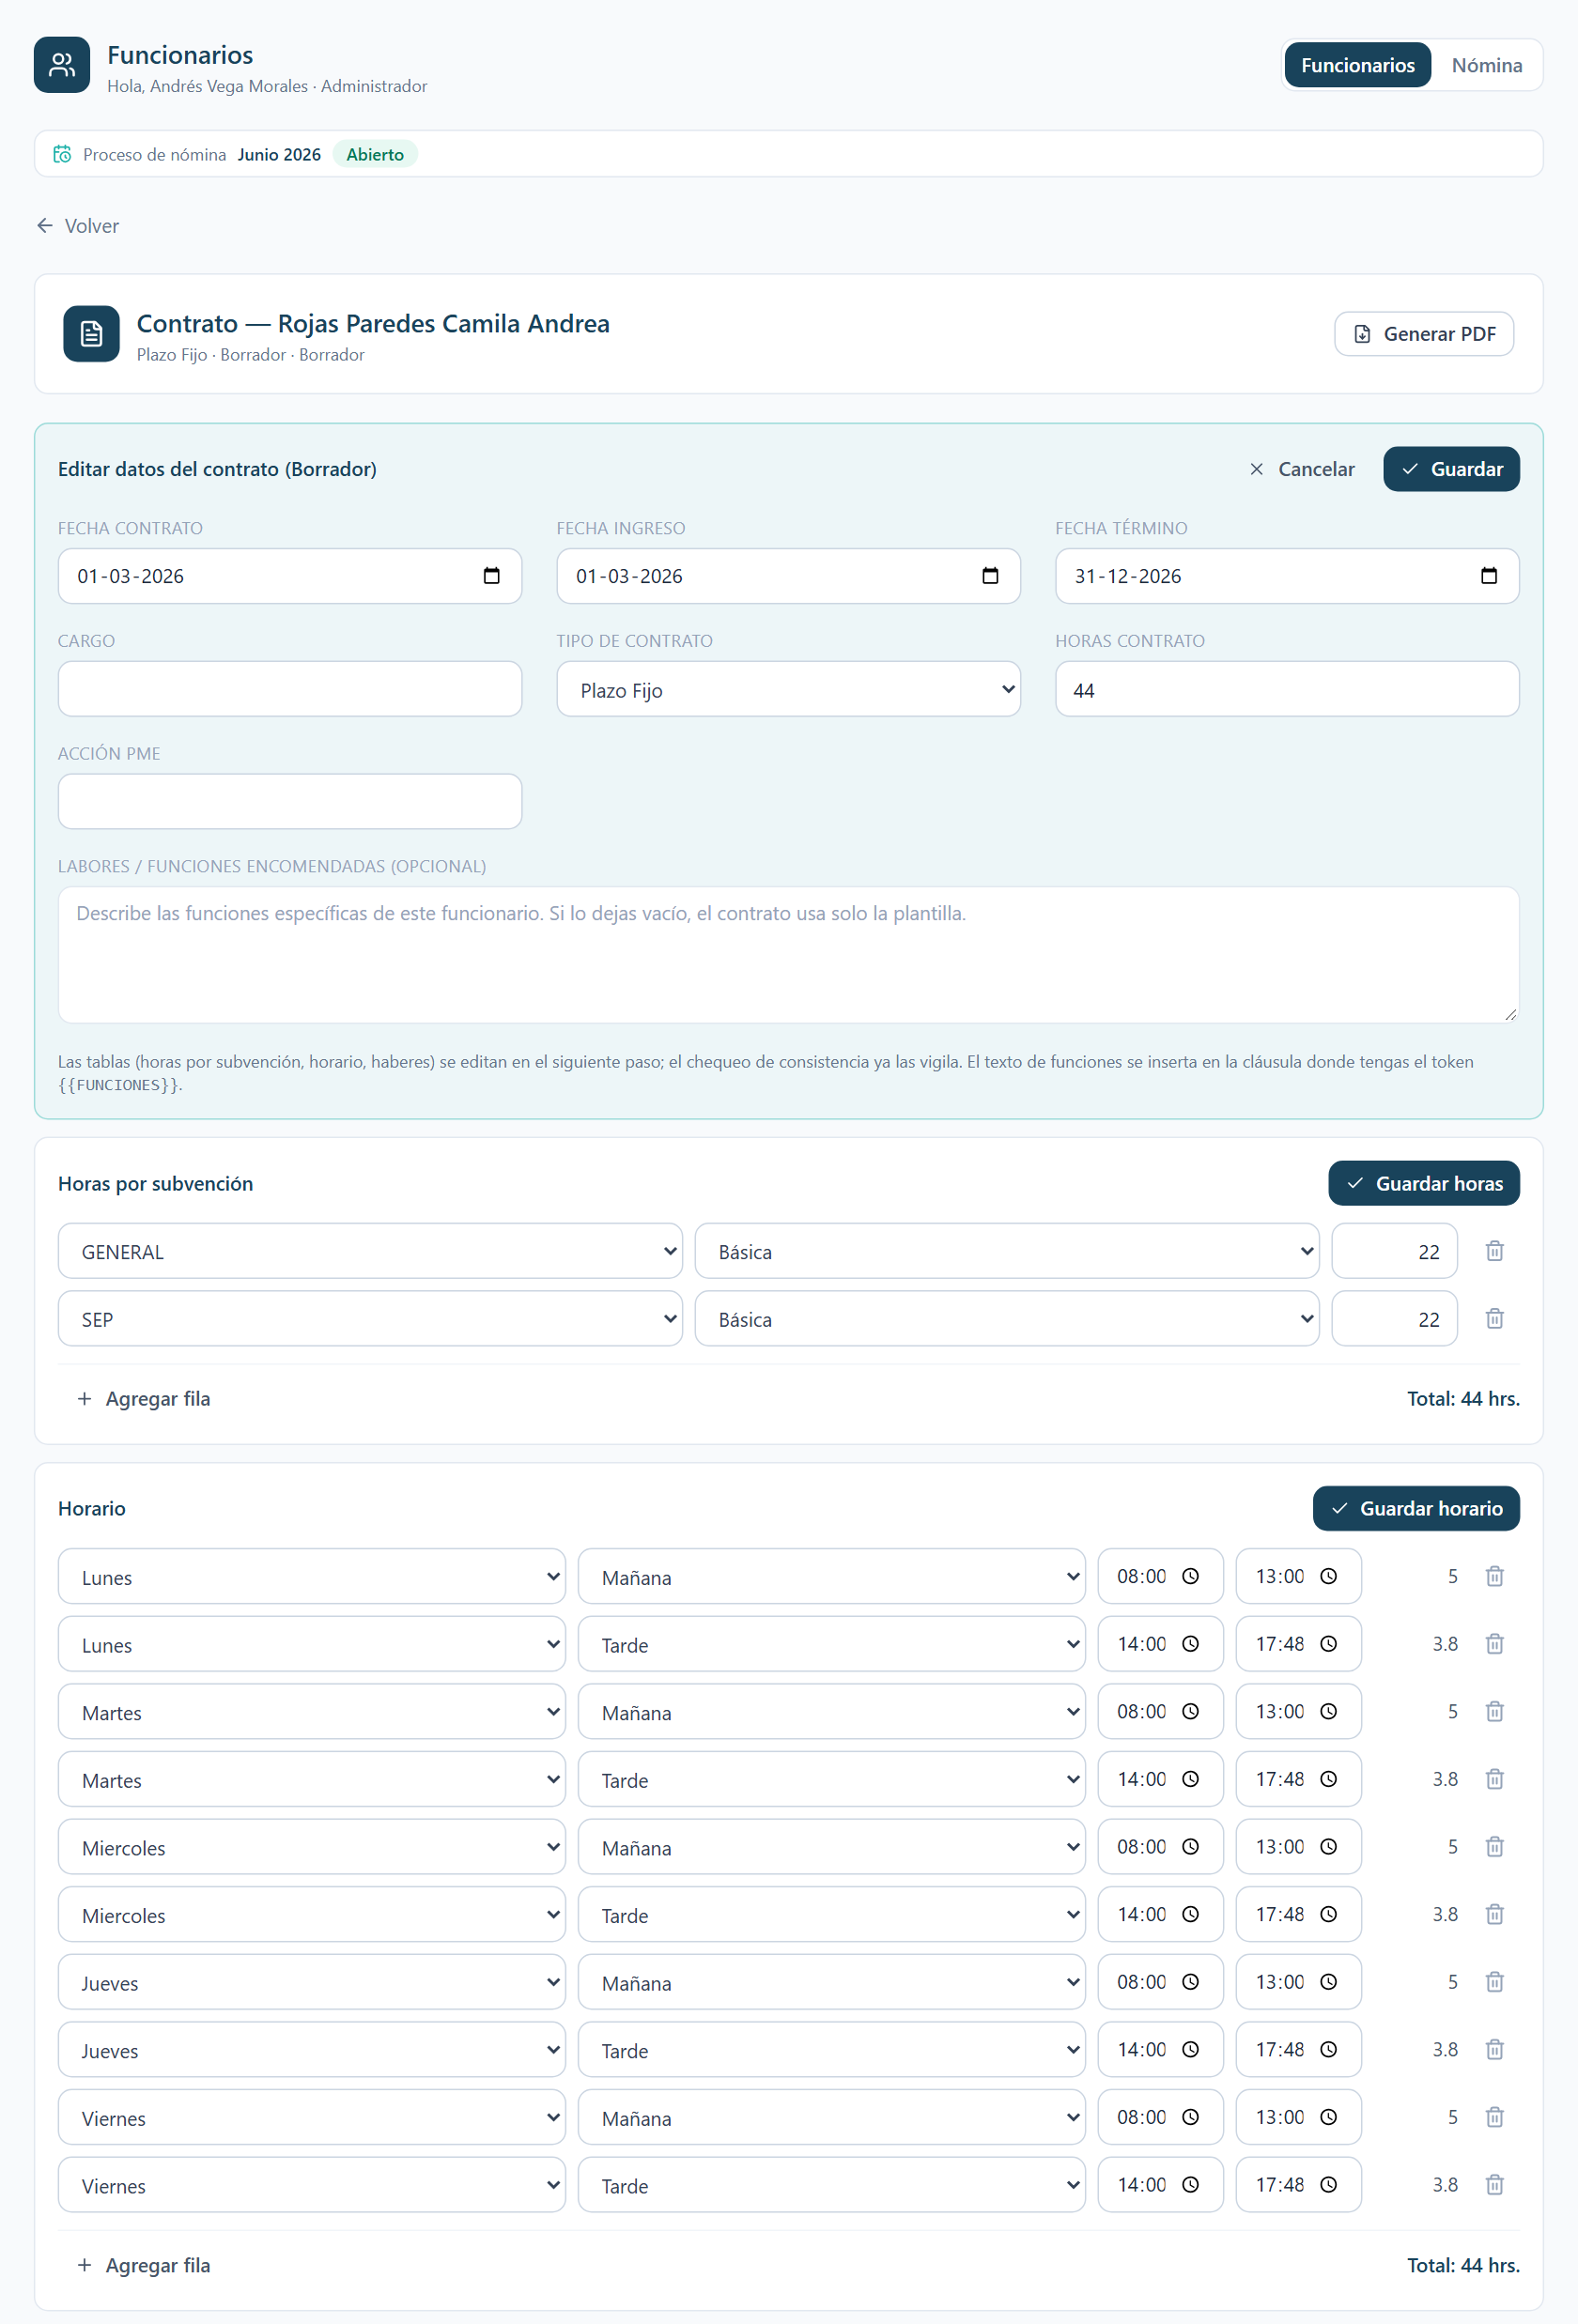 Funcionarios
Hola, Andrés Vega Morales · Administrador
Funcionarios Nómina
Proceso de nómina Junio 2026 Abierto
Volver
Contrato — Rojas Paredes Camila Andrea
Plazo Fijo · Borrador · Borrador
Generar PDF
Editar datos del contrato (Borrador)
Cancelar Guardar
FECHA CONTRATO FECHA INGRESO FECHA TÉRMINO
01-03-2026 01-03-2026 31-12-2026
CARGO TIPO DE CONTRATO HORAS CONTRATO
Plazo Fijo 44
ACCIÓN PME
LABORES / FUNCIONES ENCOMENDADAS (OPCIONAL)
Describe las funciones específicas de este funcionario. Si lo dejas vacío, el contrato usa solo la plantilla.
Las tablas (horas por subvención, horario, haberes) se editan en el siguiente paso; el chequeo de consistencia ya las vigila. El texto de funciones se inserta en la cláusula donde tengas el token
{{FUNCIONES}}.
Horas por subvención Guardar horas
GENERAL Básica 22
SEP Básica 22
Agregar fila Total: 44 hrs.
Horario Guardar horario
Lunes Mañana 08:00 13:00 5
Lunes Tarde 14:00 17:48 3.8
Martes Mañana 08:00 13:00 5
Martes Tarde 14:00 17:48 3.8
Miercoles Mañana 08:00 13:00 5
Miercoles Tarde 14:00 17:48 3.8
Jueves Mañana 08:00 13:00 5
Jueves Tarde 14:00 17:48 3.8
Viernes Mañana 08:00 13:00 5
Viernes Tarde 14:00 17:48 3.8
Agregar fila Total: 44 hrs.